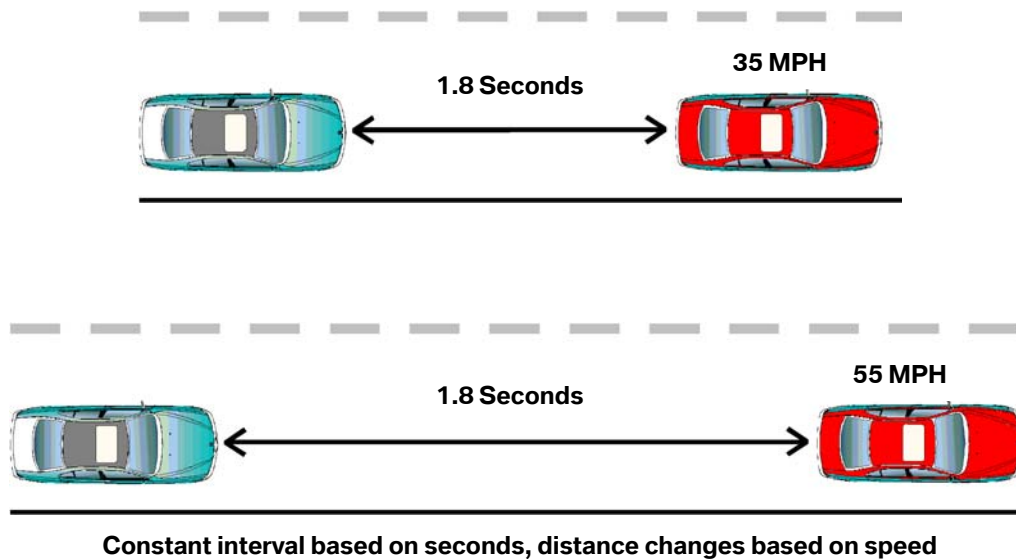 35 MPH
1.8 Seconds
55 MPH
1.8 Seconds
Constant interval based on seconds, distance changes based on speed